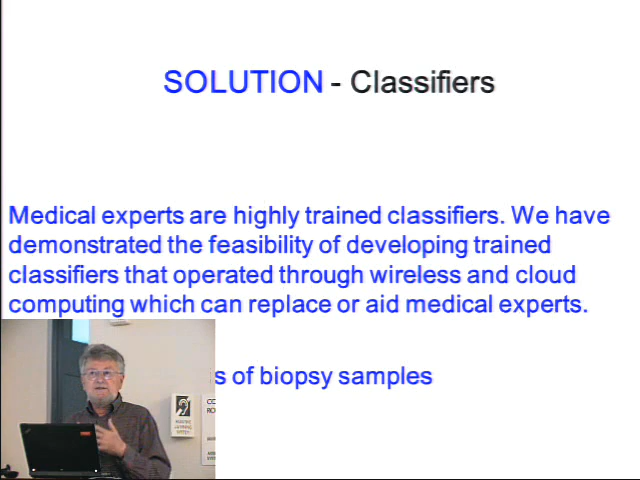 SOLUTION - Classifiers
Medical experts are highly trained classifiers. We have
demonstrated the feasibility of developing trained
classifiers that operated through wireless and cloud
computing which can replace or aid medical experts.
s of biopsy samples